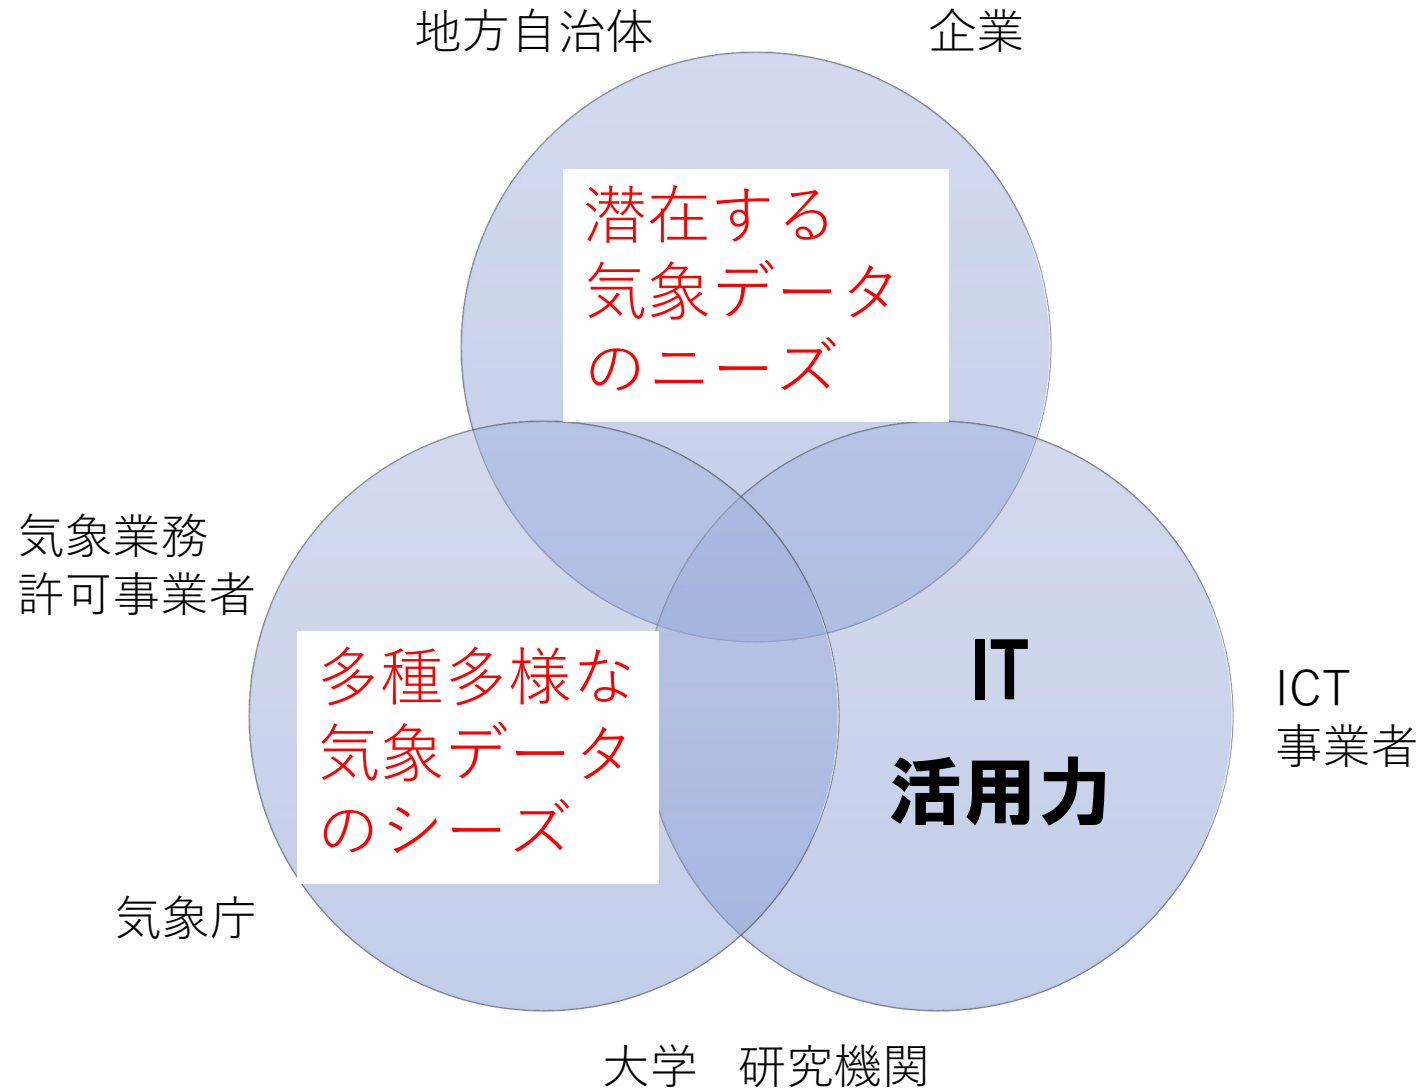 地方自治体
企業
潜在する
気象データ
のニーズ
気象業務
許可事業者
多種多様な
気象データ
のシーズ
IT
活用力
ICT
事業者
気象庁
大学　研究機関